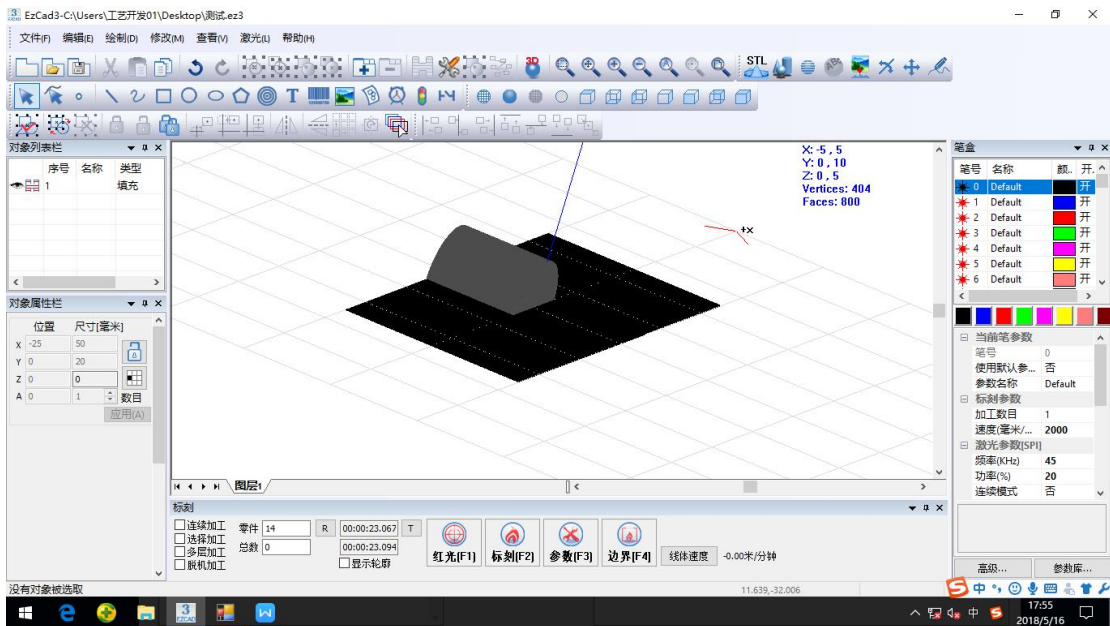 EzCad3-C:\Users\工艺开发01\Desktop\测试.ez3
文件(F) 编辑(E) 绘制(D) 修改(M) 查看(V) 激光(L) 帮助(H)
3D
STL
T
对象列表栏
序号 名称 类型
1 填充
对象属性栏
位置 尺寸[毫米]
X -25 50
Y 0 20
Z 0 0
A 0 1 数目
应用(A)
X: -5 , 5
Y: 0 , 10
Z: 0 , 5
Vertices: 404
Faces: 800
+X
图层1
笔盒
笔号 名称 颜.. 开.
0 Default 开
1 Default 开
2 Default 开
3 Default 开
4 Default 开
5 Default 开
6 Default 开
当前笔参数
笔号 0
使用默认参... 否
参数名称 Default
标刻参数
加工数目 1
速度(毫米/... 2000
激光参数[SPI]
频率(KHz) 45
功率(%) 20
连续模式 否
高级... 参数库...
标刻
连续加工 零件 14 R 00:00:23.067 T
选择加工
多层加工 总数 0 00:00:23.094
脱机加工 显示轮廓
红光[F1] 标刻[F2] 参数[F3] 边界[F4] 线体速度 -0.00米/分钟
没有对象被选取 11.639,-32.006
中
3
EZCAD
中
17:55
2018/5/16